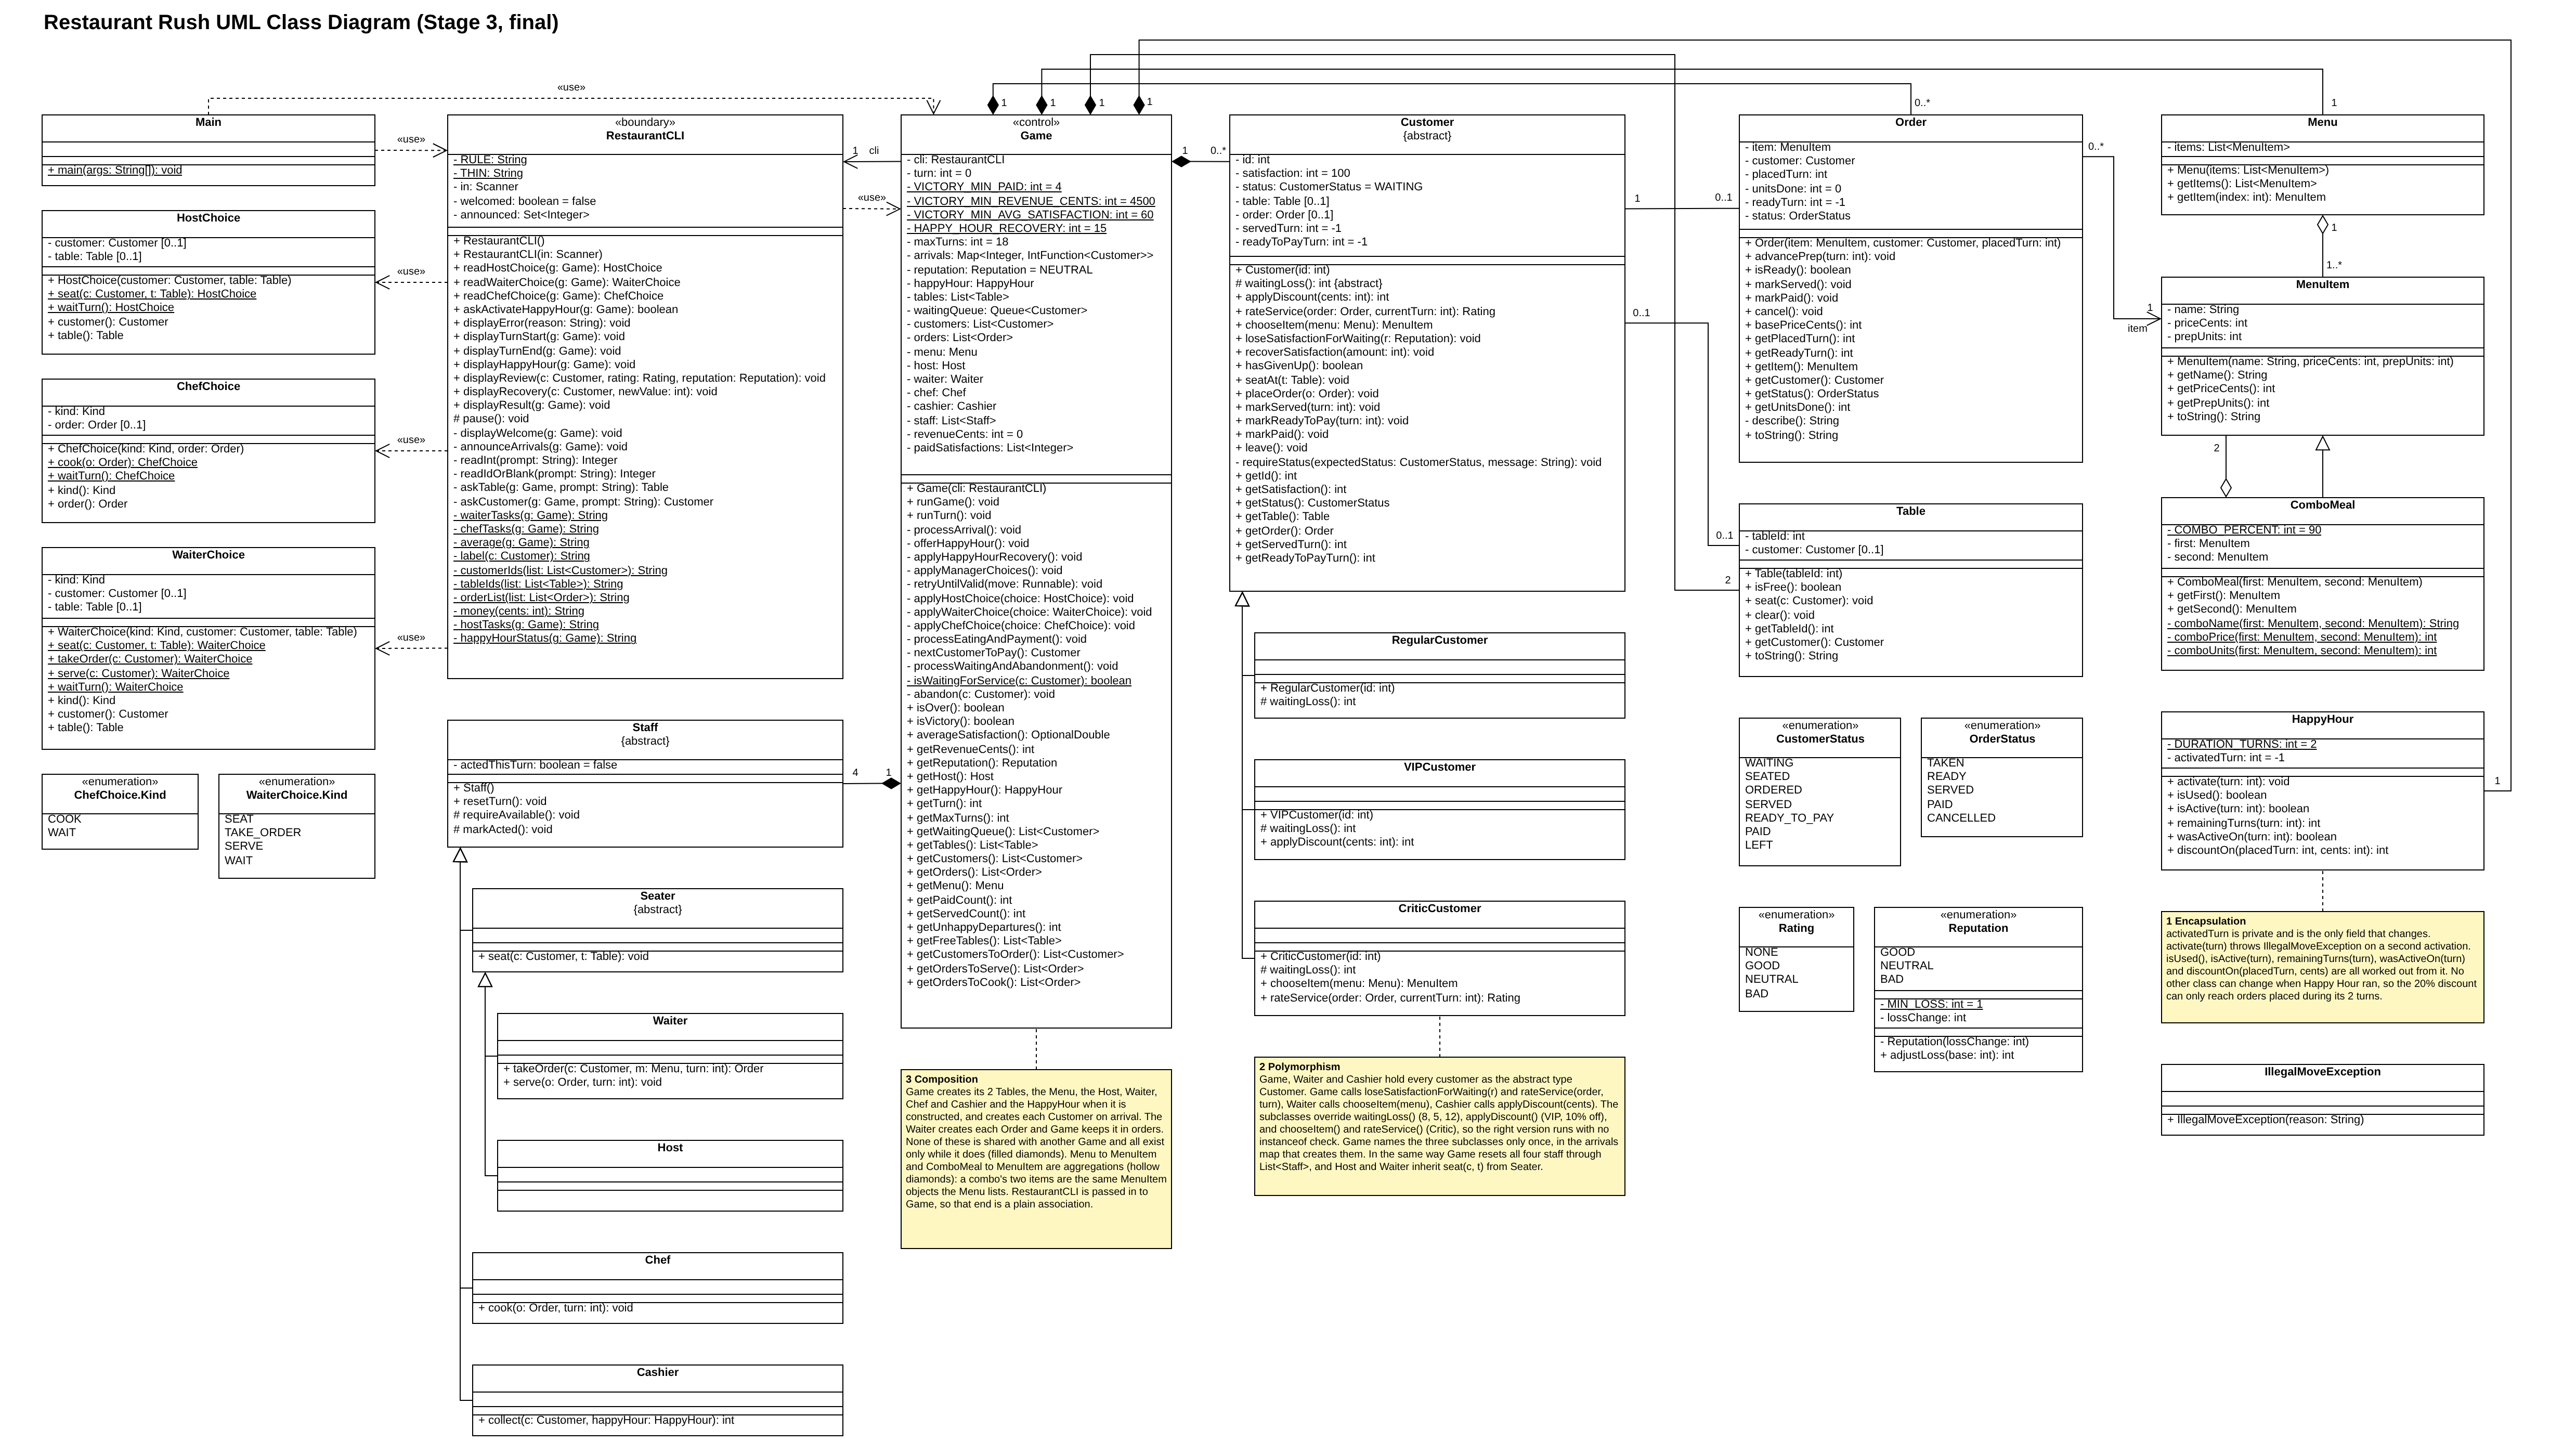 Restaurant Rush UML Class Diagram (Stage 3, final)
«use»
1
1
1
1
0..*
1
Main
+ main(args: String[]): void
«use»
HostChoice
- customer: Customer [0..1]
- table: Table [0..1]
+ HostChoice(customer: Customer, table: Table)
+ seat(c: Customer, t: Table): HostChoice
+ waitTurn(): HostChoice
+ customer(): Customer
+ table(): Table
«use»
ChefChoice
- kind: Kind
- order: Order [0..1]
+ ChefChoice(kind: Kind, order: Order)
+ cook(o: Order): ChefChoice
+ waitTurn(): ChefChoice
+ kind(): Kind
+ order(): Order
«use»
WaiterChoice
- kind: Kind
- customer: Customer [0..1]
- table: Table [0..1]
+ WaiterChoice(kind: Kind, customer: Customer, table: Table)
+ seat(c: Customer, t: Table): WaiterChoice
+ takeOrder(c: Customer): WaiterChoice
+ serve(c: Customer): WaiterChoice
+ waitTurn(): WaiterChoice
+ kind(): Kind
+ customer(): Customer
+ table(): Table
«use»
«enumeration»
ChefChoice.Kind
COOK
WAIT
«enumeration»
WaiterChoice.Kind
SEAT
TAKE_ORDER
SERVE
WAIT
«boundary»
RestaurantCLI
- RULE: String
- THIN: String
- in: Scanner
- welcomed: boolean = false
- announced: Set<Integer>
+ RestaurantCLI()
+ RestaurantCLI(in: Scanner)
+ readHostChoice(g: Game): HostChoice
+ readWaiterChoice(g: Game): WaiterChoice
+ readChefChoice(g: Game): ChefChoice
+ askActivateHappyHour(g: Game): boolean
+ displayError(reason: String): void
+ displayTurnStart(g: Game): void
+ displayTurnEnd(g: Game): void
+ displayHappyHour(g: Game): void
+ displayReview(c: Customer, rating: Rating, reputation: Reputation): void
+ displayRecovery(c: Customer, newValue: int): void
+ displayResult(g: Game): void
# pause(): void
- displayWelcome(g: Game): void
- announceArrivals(g: Game): void
- readInt(prompt: String): Integer
- readIdOrBlank(prompt: String): Integer
- askTable(g: Game, prompt: String): Table
- askCustomer(g: Game, prompt: String): Customer
- waiterTasks(g: Game): String
- chefTasks(g: Game): String
- average(g: Game): String
- label(c: Customer): String
- customerIds(list: List<Customer>): String
- tableIds(list: List<Table>): String
- orderList(list: List<Order>): String
- money(cents: int): String
- hostTasks(g: Game): String
- happyHourStatus(g: Game): String
1 cli
«use»
Staff
{abstract}
- actedThisTurn: boolean = false
+ Staff()
+ resetTurn(): void
# requireAvailable(): void
# markActed(): void
4 1
Seater
{abstract}
+ seat(c: Customer, t: Table): void
Waiter
+ takeOrder(c: Customer, m: Menu, turn: int): Order
+ serve(o: Order, turn: int): void
Host
Chef
+ cook(o: Order, turn: int): void
Cashier
+ collect(c: Customer, happyHour: HappyHour): int
«control»
Game
- cli: RestaurantCLI
- turn: int = 0
- VICTORY_MIN_PAID: int = 4
- VICTORY_MIN_REVENUE_CENTS: int = 4500
- VICTORY_MIN_AVG_SATISFACTION: int = 60
- HAPPY_HOUR_RECOVERY: int = 15
- maxTurns: int = 18
- arrivals: Map<Integer, IntFunction<Customer>>
- reputation: Reputation = NEUTRAL
- happyHour: HappyHour
- tables: List<Table>
- waitingQueue: Queue<Customer>
- customers: List<Customer>
- orders: List<Order>
- menu: Menu
- host: Host
- waiter: Waiter
- chef: Chef
- cashier: Cashier
- staff: List<Staff>
- revenueCents: int = 0
- paidSatisfactions: List<Integer>
+ Game(cli: RestaurantCLI)
+ runGame(): void
+ runTurn(): void
- processArrival(): void
- offerHappyHour(): void
- applyHappyHourRecovery(): void
- applyManagerChoices(): void
- retryUntilValid(move: Runnable): void
- applyHostChoice(choice: HostChoice): void
- applyWaiterChoice(choice: WaiterChoice): void
- applyChefChoice(choice: ChefChoice): void
- processEatingAndPayment(): void
- nextCustomerToPay(): Customer
- processWaitingAndAbandonment(): void
- isWaitingForService(c: Customer): boolean
- abandon(c: Customer): void
+ isOver(): boolean
+ isVictory(): boolean
+ averageSatisfaction(): OptionalDouble
+ getRevenueCents(): int
+ getReputation(): Reputation
+ getHost(): Host
+ getHappyHour(): HappyHour
+ getTurn(): int
+ getMaxTurns(): int
+ getWaitingQueue(): List<Customer>
+ getTables(): List<Table>
+ getCustomers(): List<Customer>
+ getOrders(): List<Order>
+ getMenu(): Menu
+ getPaidCount(): int
+ getServedCount(): int
+ getUnhappyDepartures(): int
+ getFreeTables(): List<Table>
+ getCustomersToOrder(): List<Customer>
+ getOrdersToServe(): List<Order>
+ getOrdersToCook(): List<Order>
3 Composition
Game creates its 2 Tables, the Menu, the Host, Waiter,
Chef and Cashier and the HappyHour when it is
constructed, and creates each Customer on arrival. The
Waiter creates each Order and Game keeps it in orders.
None of these is shared with another Game and all exist
only while it does (filled diamonds). Menu to MenuItem
and ComboMeal to MenuItem are aggregations (hollow
diamonds): a combo's two items are the same MenuItem
objects the Menu lists. RestaurantCLI is passed in to
Game, so that end is a plain association.
1 0..*
Customer
{abstract}
- id: int
- satisfaction: int = 100
- status: CustomerStatus = WAITING
- table: Table [0..1]
- order: Order [0..1]
- servedTurn: int = -1
- readyToPayTurn: int = -1
+ Customer(id: int)
# waitingLoss(): int {abstract}
+ applyDiscount(cents: int): int
+ rateService(order: Order, currentTurn: int): Rating
+ chooseItem(menu: Menu): MenuItem
+ loseSatisfactionForWaiting(r: Reputation): void
+ recoverSatisfaction(amount: int): void
+ hasGivenUp(): boolean
+ seatAt(t: Table): void
+ placeOrder(o: Order): void
+ markServed(turn: int): void
+ markReadyToPay(turn: int): void
+ markPaid(): void
+ leave(): void
- requireStatus(expectedStatus: CustomerStatus, message: String): void
+ getId(): int
+ getSatisfaction(): int
+ getStatus(): CustomerStatus
+ getTable(): Table
+ getOrder(): Order
+ getServedTurn(): int
+ getReadyToPayTurn(): int
RegularCustomer
+ RegularCustomer(id: int)
# waitingLoss(): int
VIPCustomer
+ VIPCustomer(id: int)
# waitingLoss(): int
+ applyDiscount(cents: int): int
CriticCustomer
+ CriticCustomer(id: int)
# waitingLoss(): int
+ chooseItem(menu: Menu): MenuItem
+ rateService(order: Order, currentTurn: int): Rating
2 Polymorphism
Game, Waiter and Cashier hold every customer as the abstract type
Customer. Game calls loseSatisfactionForWaiting(r) and rateService(order,
turn), Waiter calls chooseItem(menu), Cashier calls applyDiscount(cents). The
subclasses override waitingLoss() (8, 5, 12), applyDiscount() (VIP, 10% off),
and chooseItem() and rateService() (Critic), so the right version runs with no
instanceof check. Game names the three subclasses only once, in the arrivals
map that creates them. In the same way Game resets all four staff through
List<Staff>, and Host and Waiter inherit seat(c, t) from Seater.
1 0..1
0..1
0..1
2
Order
- item: MenuItem
- customer: Customer
- placedTurn: int
- unitsDone: int = 0
- readyTurn: int = -1
- status: OrderStatus
+ Order(item: MenuItem, customer: Customer, placedTurn: int)
+ advancePrep(turn: int): void
+ isReady(): boolean
+ markServed(): void
+ markPaid(): void
+ cancel(): void
+ basePriceCents(): int
+ getPlacedTurn(): int
+ getReadyTurn(): int
+ getItem(): MenuItem
+ getCustomer(): Customer
+ getStatus(): OrderStatus
+ getUnitsDone(): int
- describe(): String
+ toString(): String
Table
- tableId: int
- customer: Customer [0..1]
+ Table(tableId: int)
+ isFree(): boolean
+ seat(c: Customer): void
+ clear(): void
+ getTableId(): int
+ getCustomer(): Customer
+ toString(): String
«enumeration»
CustomerStatus
WAITING
SEATED
ORDERED
SERVED
READY_TO_PAY
PAID
LEFT
«enumeration»
OrderStatus
TAKEN
READY
SERVED
PAID
CANCELLED
«enumeration»
Rating
NONE
GOOD
NEUTRAL
BAD
«enumeration»
Reputation
GOOD
NEUTRAL
BAD
- MIN_LOSS: int = 1
- lossChange: int
- Reputation(lossChange: int)
+ adjustLoss(base: int): int
0..*
1
item
Menu
- items: List<MenuItem>
+ Menu(items: List<MenuItem>)
+ getItems(): List<MenuItem>
+ getItem(index: int): MenuItem
1
1..*
MenuItem
- name: String
- priceCents: int
- prepUnits: int
+ MenuItem(name: String, priceCents: int, prepUnits: int)
+ getName(): String
+ getPriceCents(): int
+ getPrepUnits(): int
+ toString(): String
2
ComboMeal
- COMBO_PERCENT: int = 90
- first: MenuItem
- second: MenuItem
+ ComboMeal(first: MenuItem, second: MenuItem)
+ getFirst(): MenuItem
+ getSecond(): MenuItem
- comboName(first: MenuItem, second: MenuItem): String
- comboPrice(first: MenuItem, second: MenuItem): int
- comboUnits(first: MenuItem, second: MenuItem): int
HappyHour
- DURATION_TURNS: int = 2
- activatedTurn: int = -1
+ activate(turn: int): void
+ isUsed(): boolean
+ isActive(turn: int): boolean
+ remainingTurns(turn: int): int
+ wasActiveOn(turn: int): boolean
+ discountOn(placedTurn: int, cents: int): int
1
1 Encapsulation
activatedTurn is private and is the only field that changes.
activate(turn) throws IllegalMoveException on a second activation.
isUsed(), isActive(turn), remainingTurns(turn), wasActiveOn(turn)
and discountOn(placedTurn, cents) are all worked out from it. No
other class can change when Happy Hour ran, so the 20% discount
can only reach orders placed during its 2 turns.
IllegalMoveException
+ IllegalMoveException(reason: String)